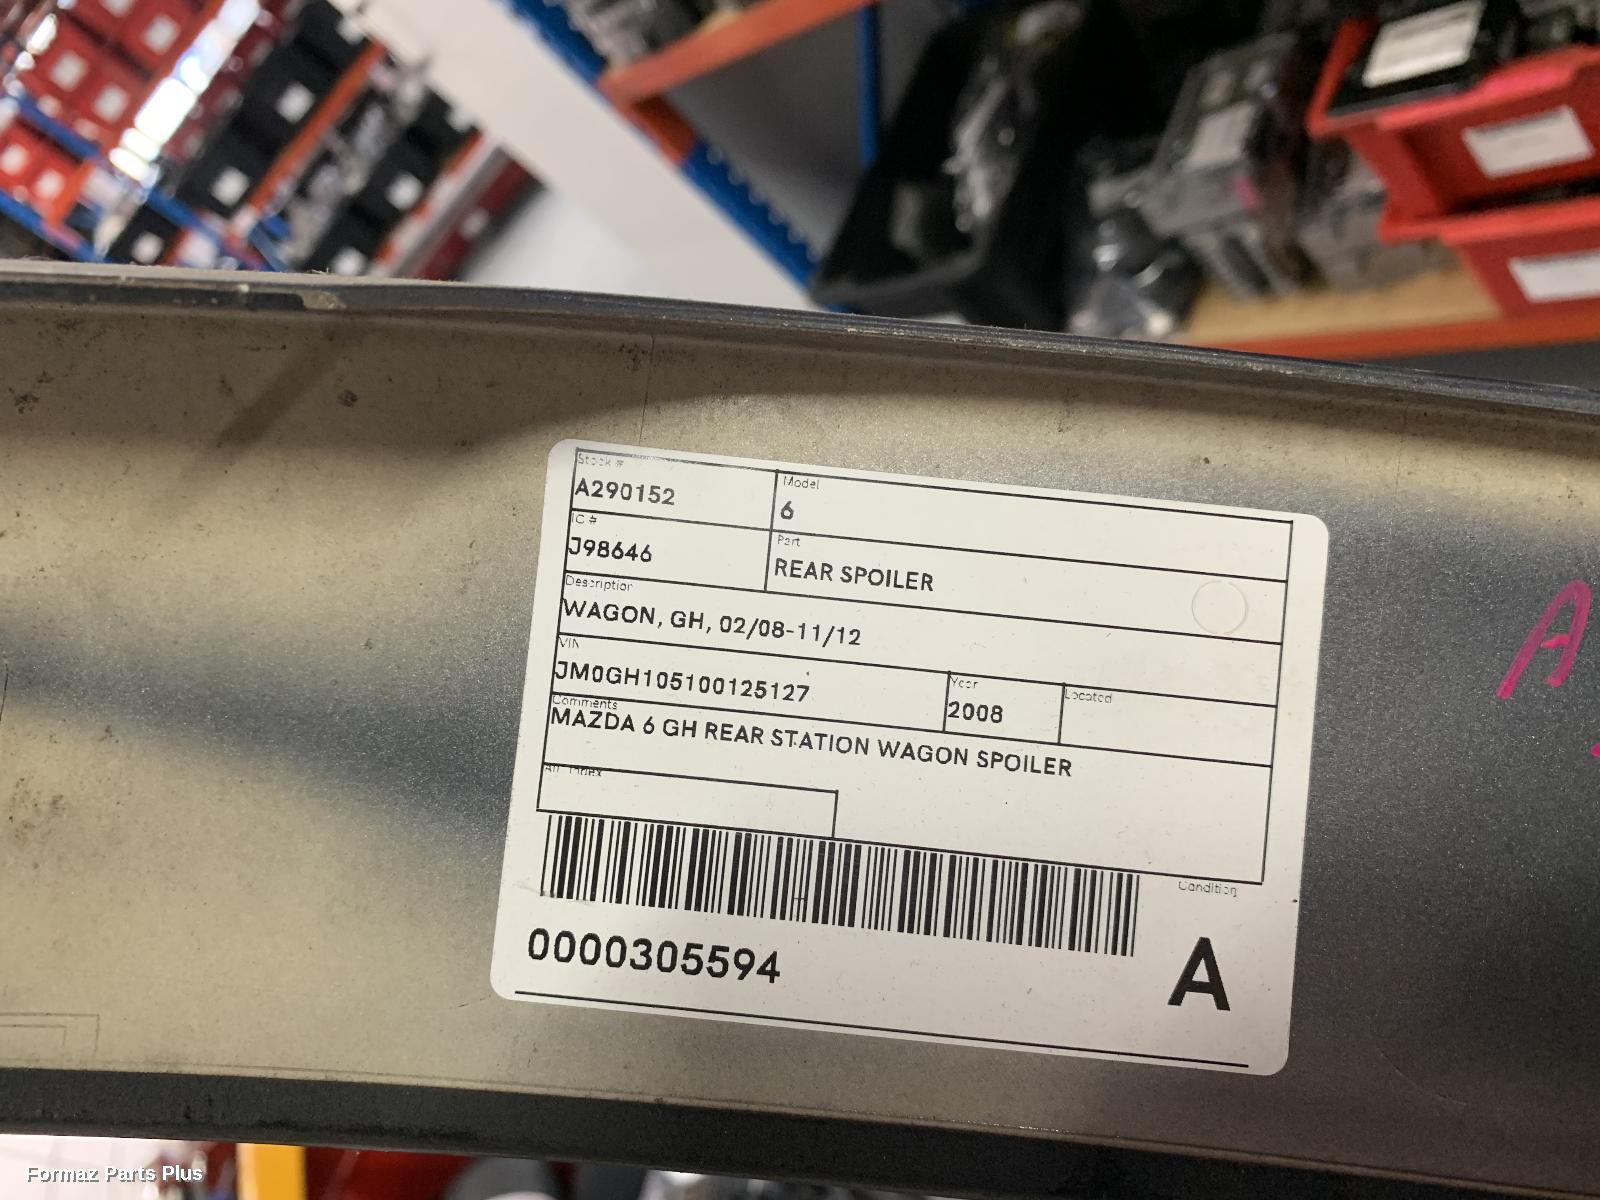 Stock #
A290152
Model
6
IC #
J98646
Part
REAR SPOILER
Description
WAGON, GH, 02/08-11/12
VIN
JM0GH105100125127
Year
2008
Located
Comments
MAZDA 6 GH REAR STATION WAGON SPOILER
Index
Condition
0000305594
A
A
Formaz Parts Plus